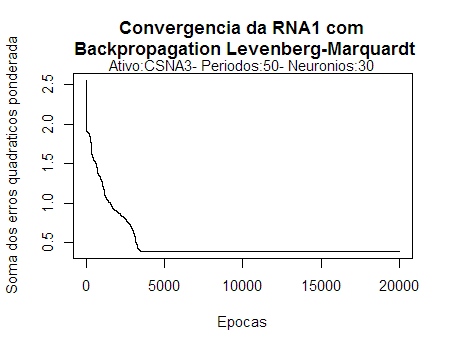 Convergencia da RNA1 com
Backpropagation Levenberg-Marquardt
Ativo:CSNA3- Periodos:50- Neuronios:30
Soma dos erros quadraticos ponderada
2.5
2.0
1.5
1.0
0.5
0 5000 10000 15000 20000
Epocas